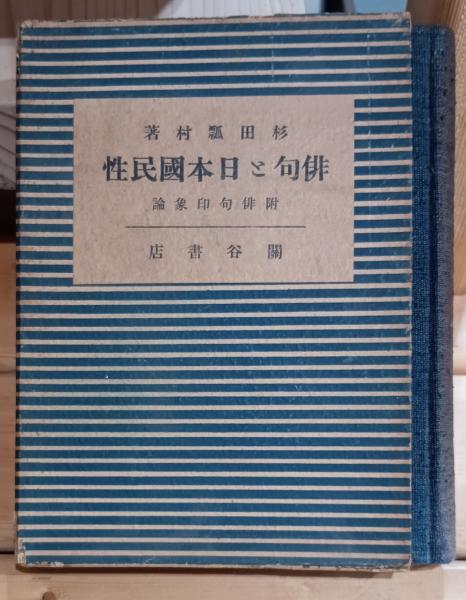 杉田瓢村著
俳句と日本國民性
附俳句印象論
關谷書店